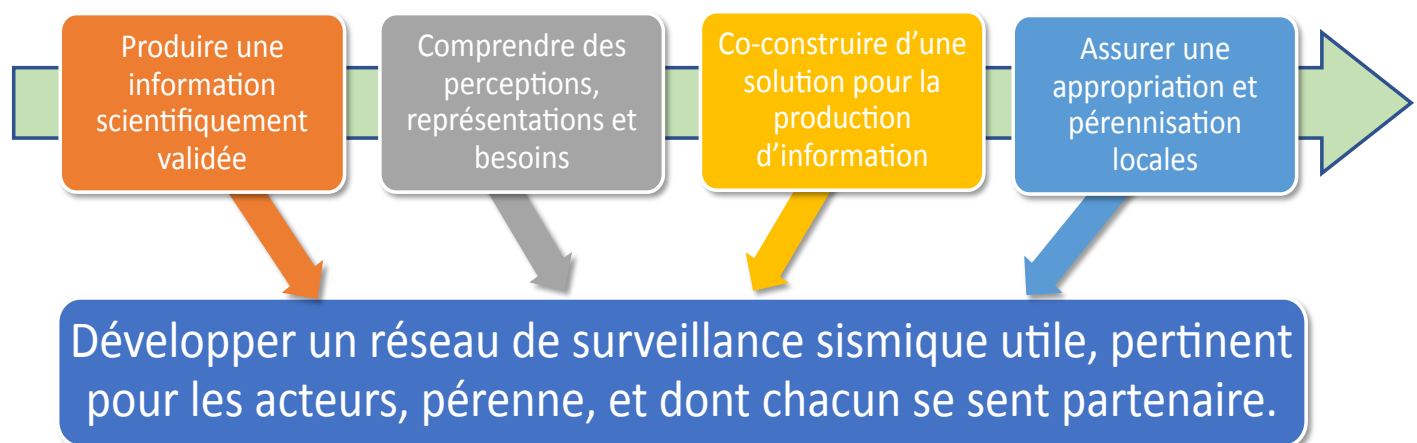 Produire une
information
scientifiquement
validée
Comprendre des
perceptions,
représentations et
besoins
Co-construire d’une
solution pour la
production
d’information
Assurer une
appropriation et
pérennisation
locales
Développer un réseau de surveillance sismique utile, pertinent
pour les acteurs, pérenne, et dont chacun se sent partenaire.